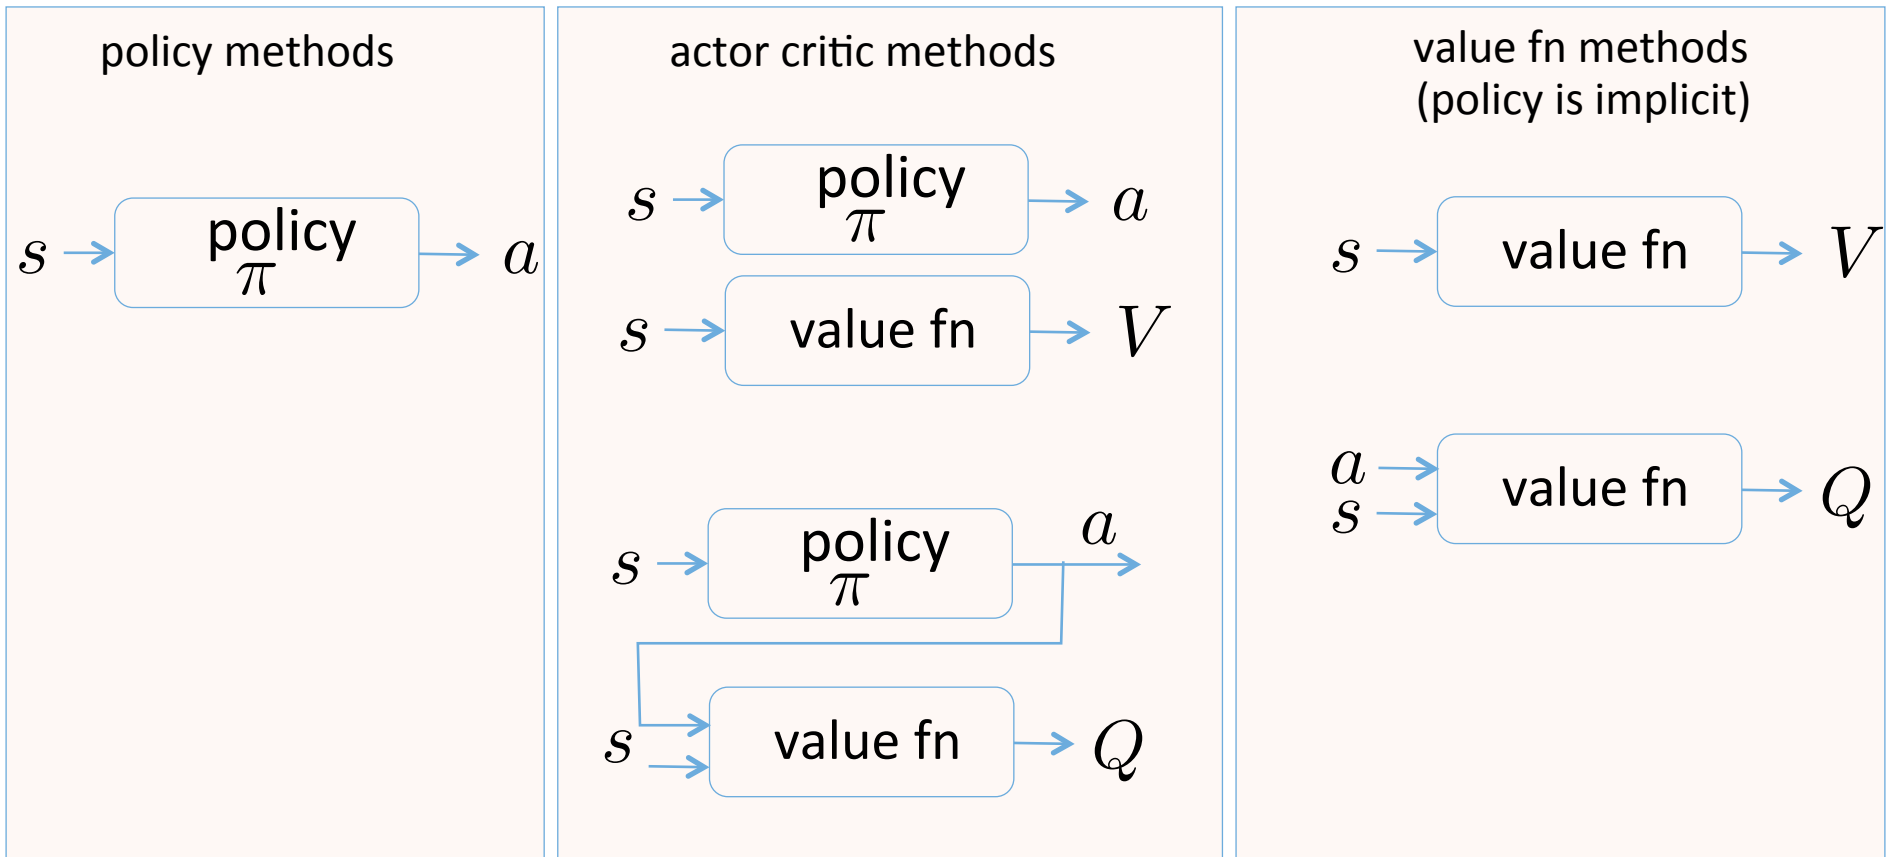 policy methods
s
policy
π
a
actor critic methods
s
policy
π
a
s
value fn
V
s
policy
π
a
s
value fn
Q
value fn methods
(policy is implicit)
s
value fn
V
a
s
value fn
Q